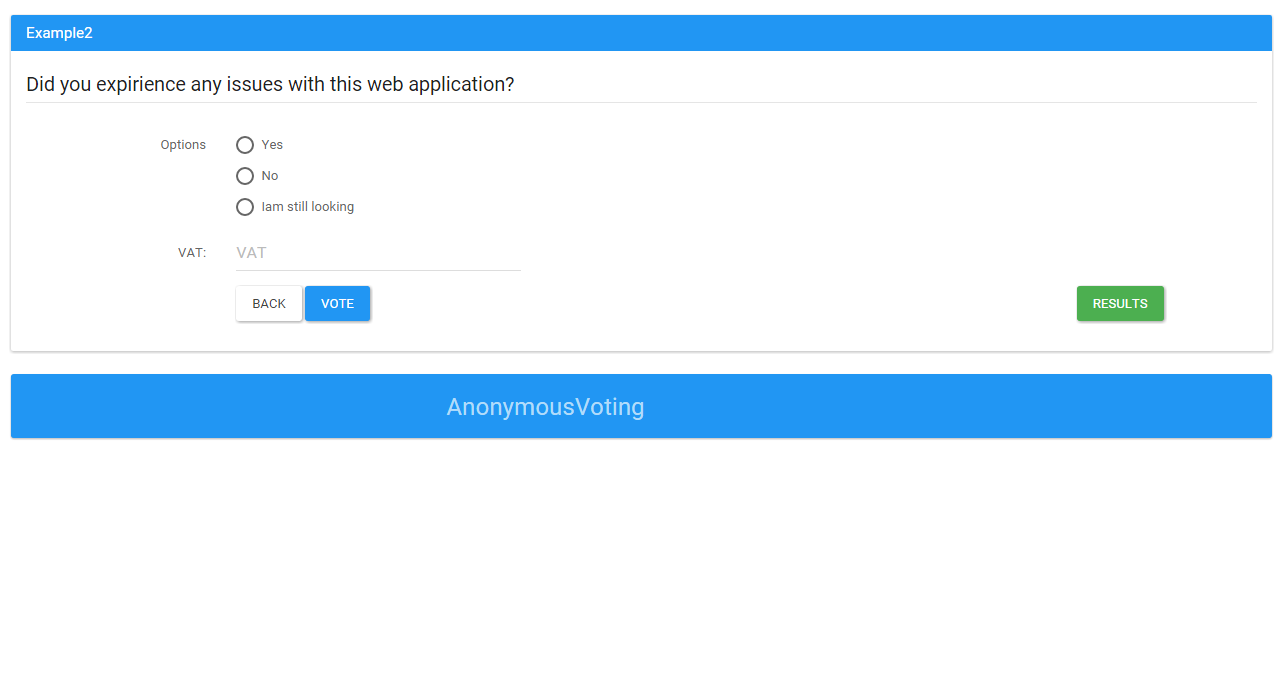 Example2
Did you expirience any issues with this web application?
Options
Yes
No
Iam still looking
VAT:
VAT
BACK
VOTE
RESULTS
AnonymousVoting